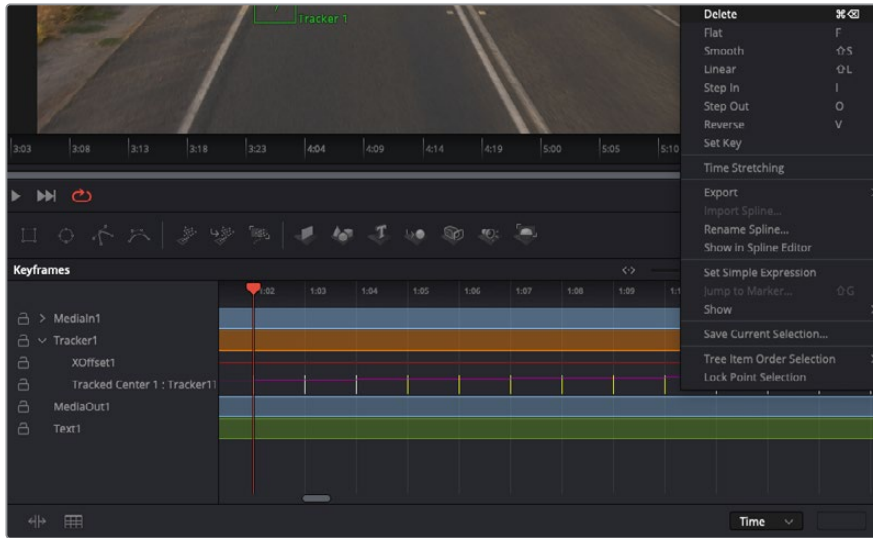 Tracker 1
Delete ⌘⌫
Flat F
Smooth ⇧S
Linear ⇧L
Step In I
Step Out O
Reverse V
Set Key
Time Stretching
Export
Import Spline...
Rename Spline...
Show in Spline Editor
Set Simple Expression
Jump to Marker... ⇧G
Show
Save Current Selection...
Tree Item Order Selection
Lock Point Selection
3:03 3:08 3:13 3:18 3:23 4:04 4:09 4:14 4:19 5:00 5:05 5:10
Keyframes
1:02 1:03 1:04 1:05 1:06 1:07 1:08 1:09
MediaIn1
Tracker1
XOffset1
Tracked Center 1 : Tracker1
MediaOut1
Text1
Time